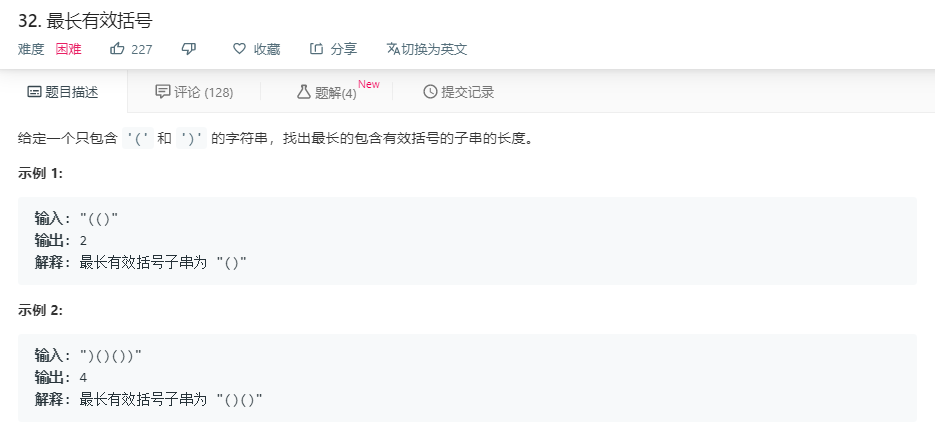 32. 最长有效括号
难度 困难 227 收藏 分享 切换为英文
题目描述 评论 (128) 题解(4) New 提交记录
给定一个只包含 '(' 和 ')' 的字符串，找出最长的包含有效括号的子串的长度。
示例 1:
输入: "(()"
输出: 2
解释: 最长有效括号子串为 "()"
示例 2:
输入: ")()())"
输出: 4
解释: 最长有效括号子串为 "()()"